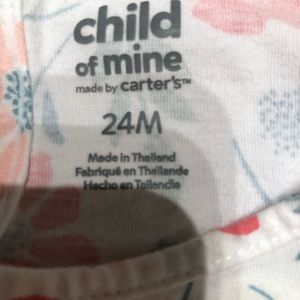 child
of mine
made by carter's™
24M
Made in Thailand
Fabriqué en Thaïlande
Hecho en Tailandia